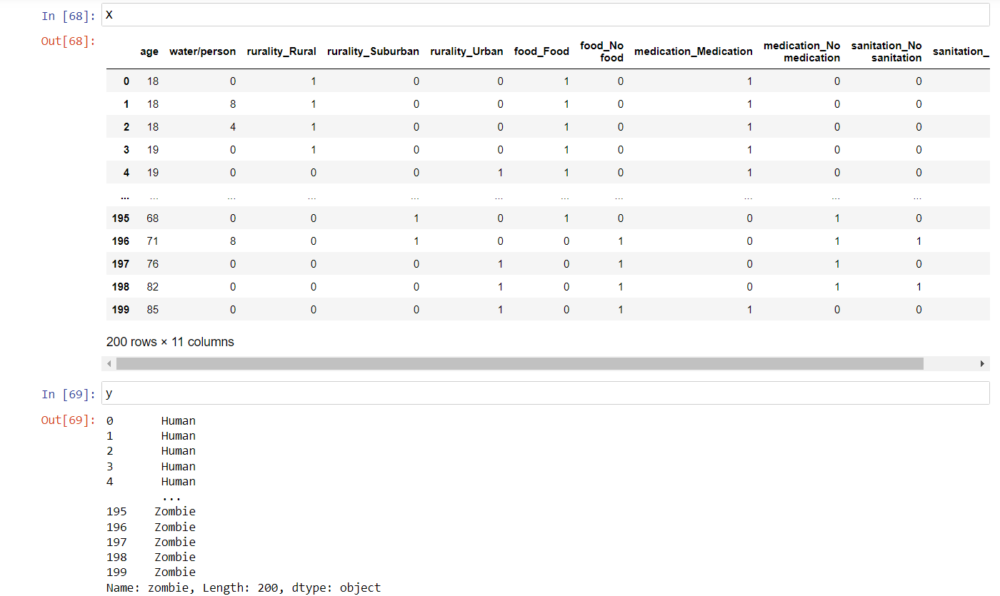 In [68]: X
Out[68]:
age water/person rurality_Rural rurality_Suburban rurality_Urban food_Food food_No food medication_Medication medication_No medication sanitation_No sanitation sanitation_
0 18 0 1 0 0 1 0 1 0 0
1 18 8 1 0 0 1 0 1 0 0
2 18 4 1 0 0 1 0 1 0 0
3 19 0 1 0 0 1 0 1 0 0
4 19 0 0 0 1 1 0 1 0 0
... ... ... ... ... ... ... ... ... ... ...
195 68 0 0 1 0 1 0 0 1 0
196 71 8 0 1 0 0 1 0 1 1
197 76 0 0 0 1 0 1 0 1 0
198 82 0 0 0 1 0 1 0 1 1
199 85 0 0 0 1 0 1 1 0 0
200 rows × 11 columns
In [69]: y
Out[69]: 0 Human
1 Human
2 Human
3 Human
4 Human
...
195 Zombie
196 Zombie
197 Zombie
198 Zombie
199 Zombie
Name: zombie, Length: 200, dtype: object